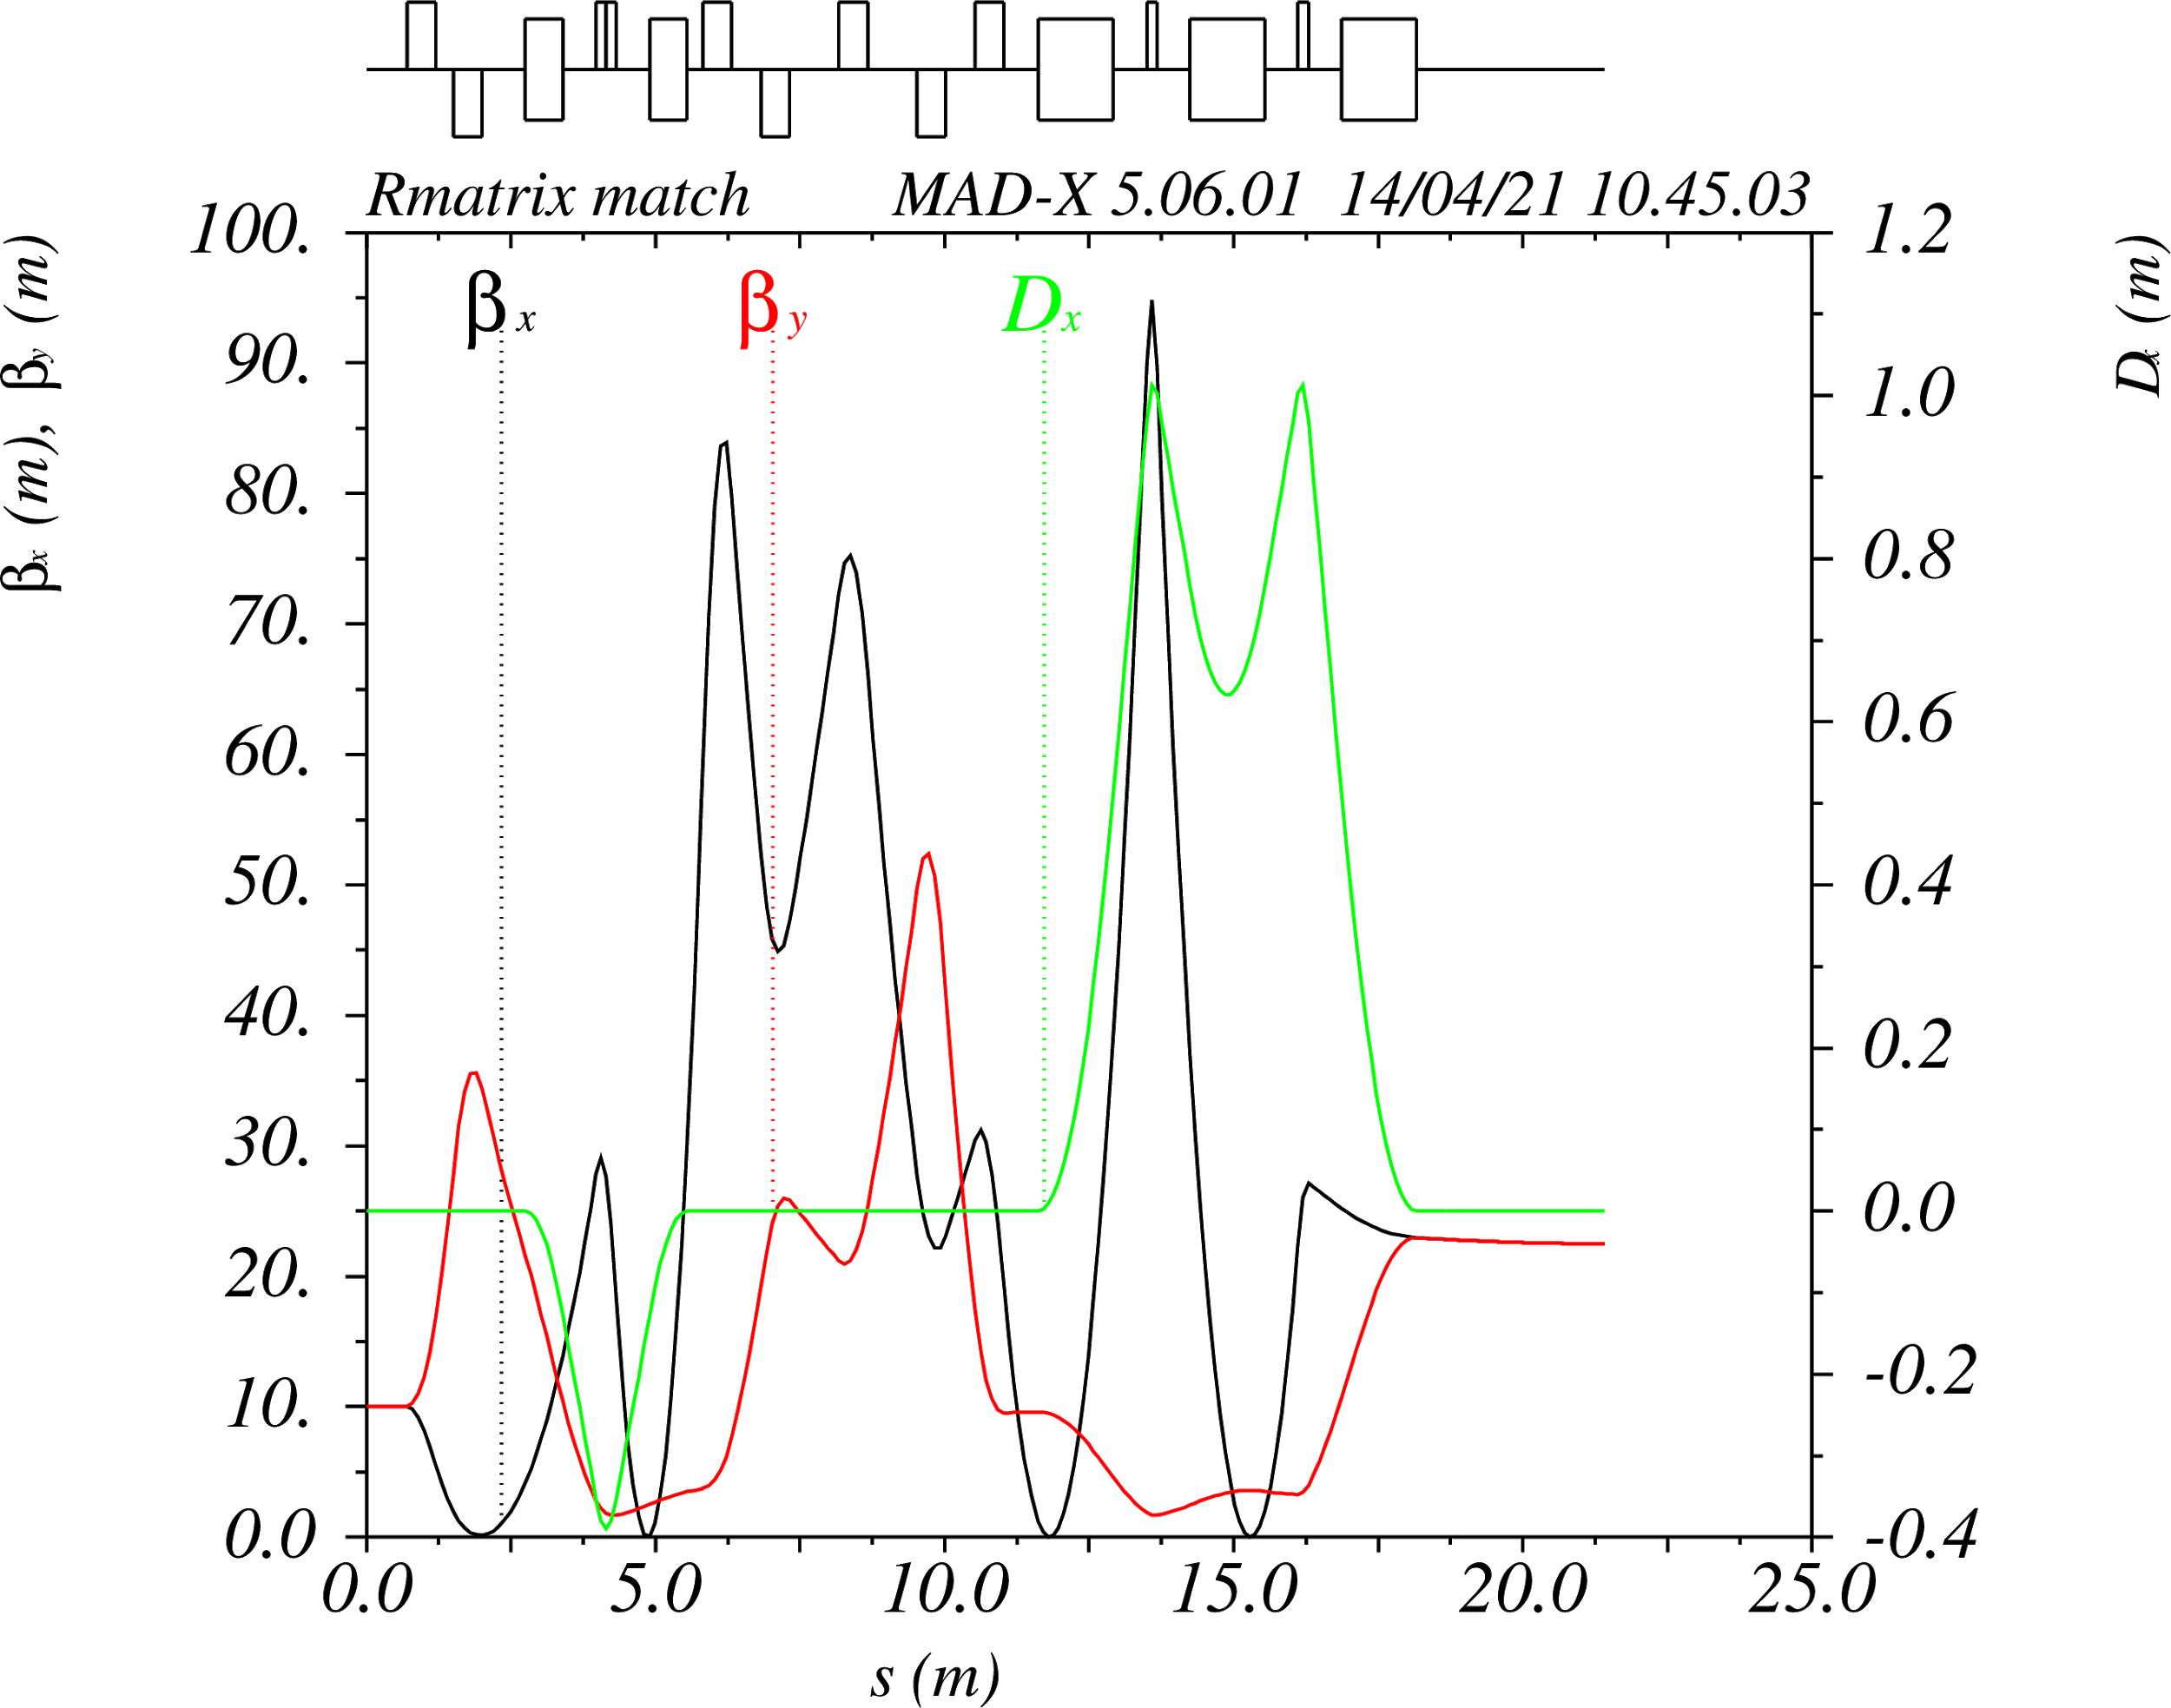 Rmatrix match MAD-X 5.06.01 14/04/21 10.45.03
βx (m), βy (m)
100.
90.
80.
70.
60.
50.
40.
30.
20.
10.
0.0
βx
βy
Dx
Dx (m)
1.2
1.0
0.8
0.6
0.4
0.2
0.0
-0.2
-0.4
0.0 5.0 10.0 15.0 20.0 25.0
s (m)